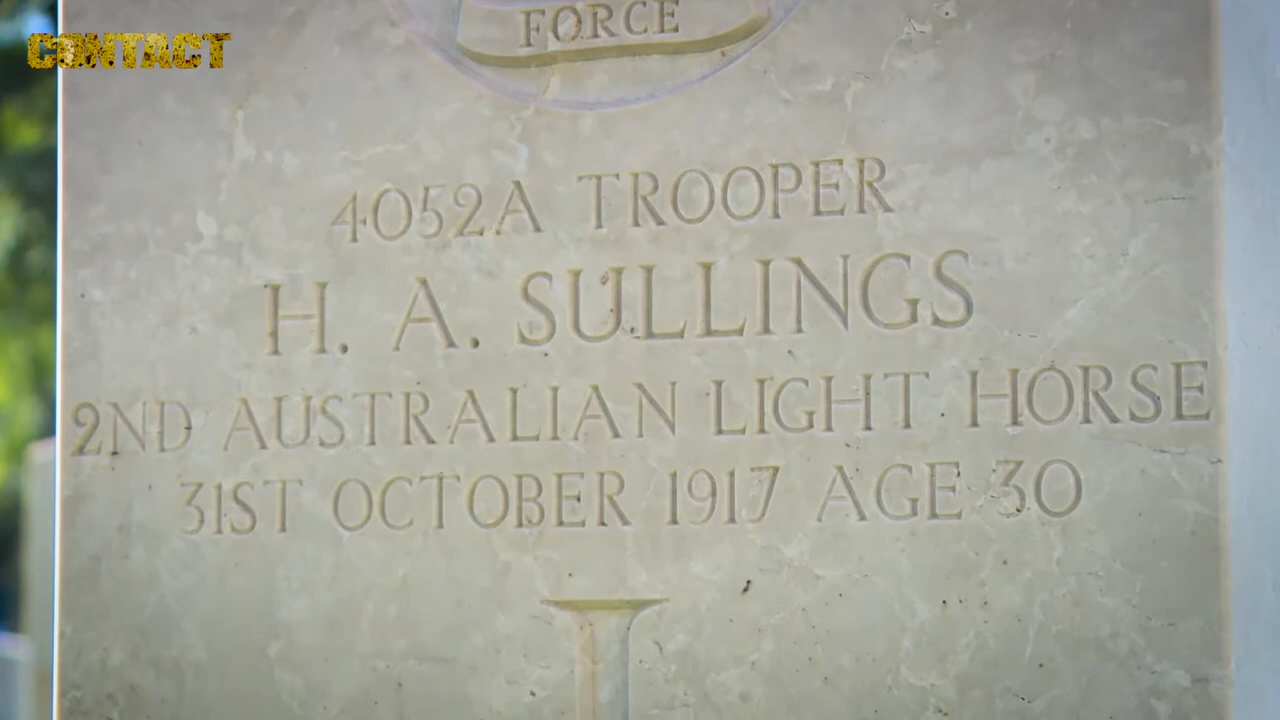 CONTACT
FORCE
4052A TROOPER
H. A. SULLINGS
2ND AUSTRALIAN LIGHT HORSE
31ST OCTOBER 1917 AGE 30